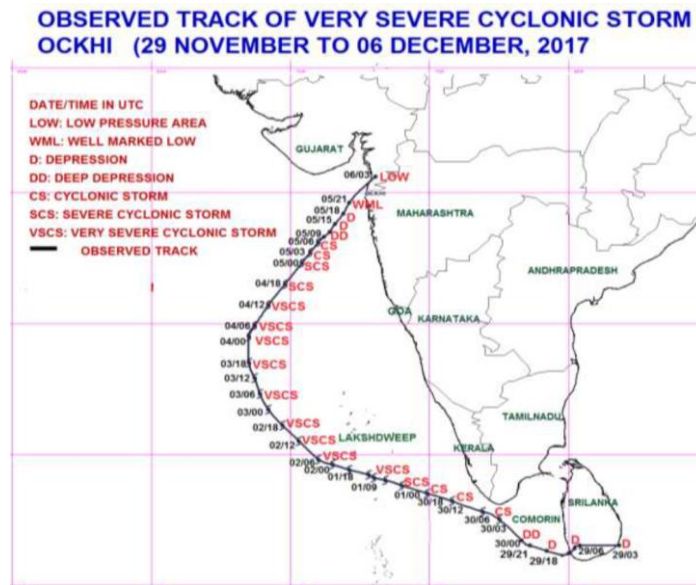 OBSERVED TRACK OF VERY SEVERE CYCLONIC STORM
OCKHI (29 NOVEMBER TO 06 DECEMBER, 2017
DATE/TIME IN UTC
LOW: LOW PRESSURE AREA
WML: WELL MARKED LOW
D: DEPRESSION
DD: DEEP DEPRESSION
CS: CYCLONIC STORM
SCS: SEVERE CYCLONIC STORM
VSCS: VERY SEVERE CYCLONIC STORM
OBSERVED TRACK
GUJARAT
06/03 LOW
05/21 WML
MAHARASHTRA
05/18 D
05/15 D
05/09 DD
05/06 CS
05/03 CS
05/00 SCS
ANDHRAPRADESH
04/18 SCS
04/12 VSCS
GOA
KARNATAKA
04/06 VSCS
04/00 VSCS
03/18 VSCS
03/12
03/06 VSCS
03/00
TAMILNADU
02/18 VSCS
02/12 VSCS
LAKSHDWEEP
KERALA
02/06 VSCS
02/00
01/18
01/09 VSCS
SCS
01/00 CS
30/18
30/12 CS
SRILANKA
30/06 CS
30/03
COMORIN
30/00 DD
29/21
29/18 D
D
29/06
D
29/03